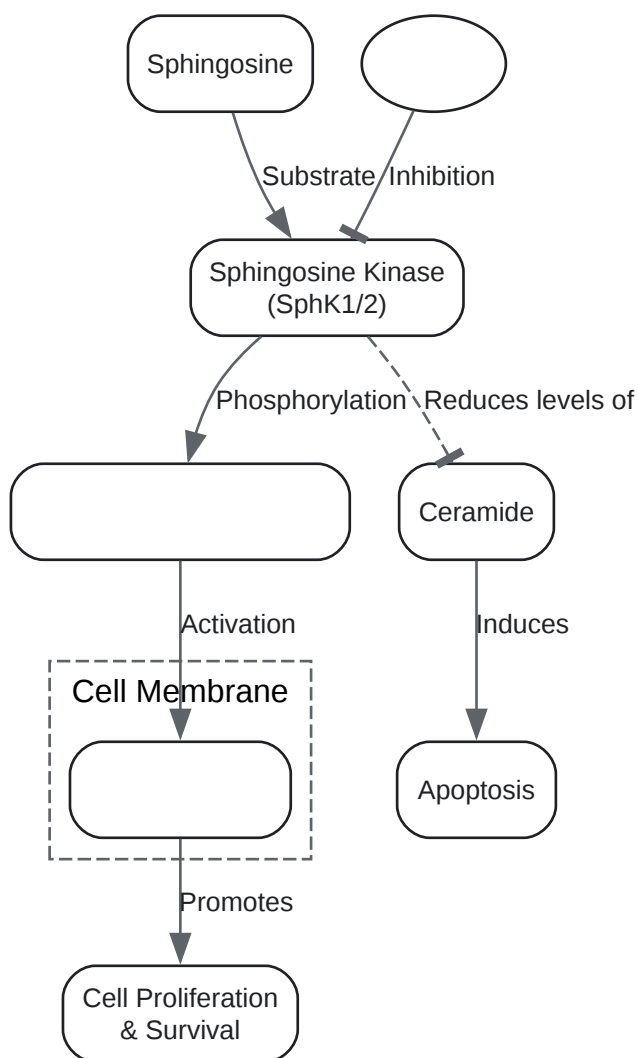 Sphingosine
Substrate
Inhibition
Sphingosine Kinase
(SphK1/2)
Phosphorylation
Reduces levels of
Ceramide
Activation
Induces
Cell Membrane
Apoptosis
Promotes
Cell Proliferation
& Survival